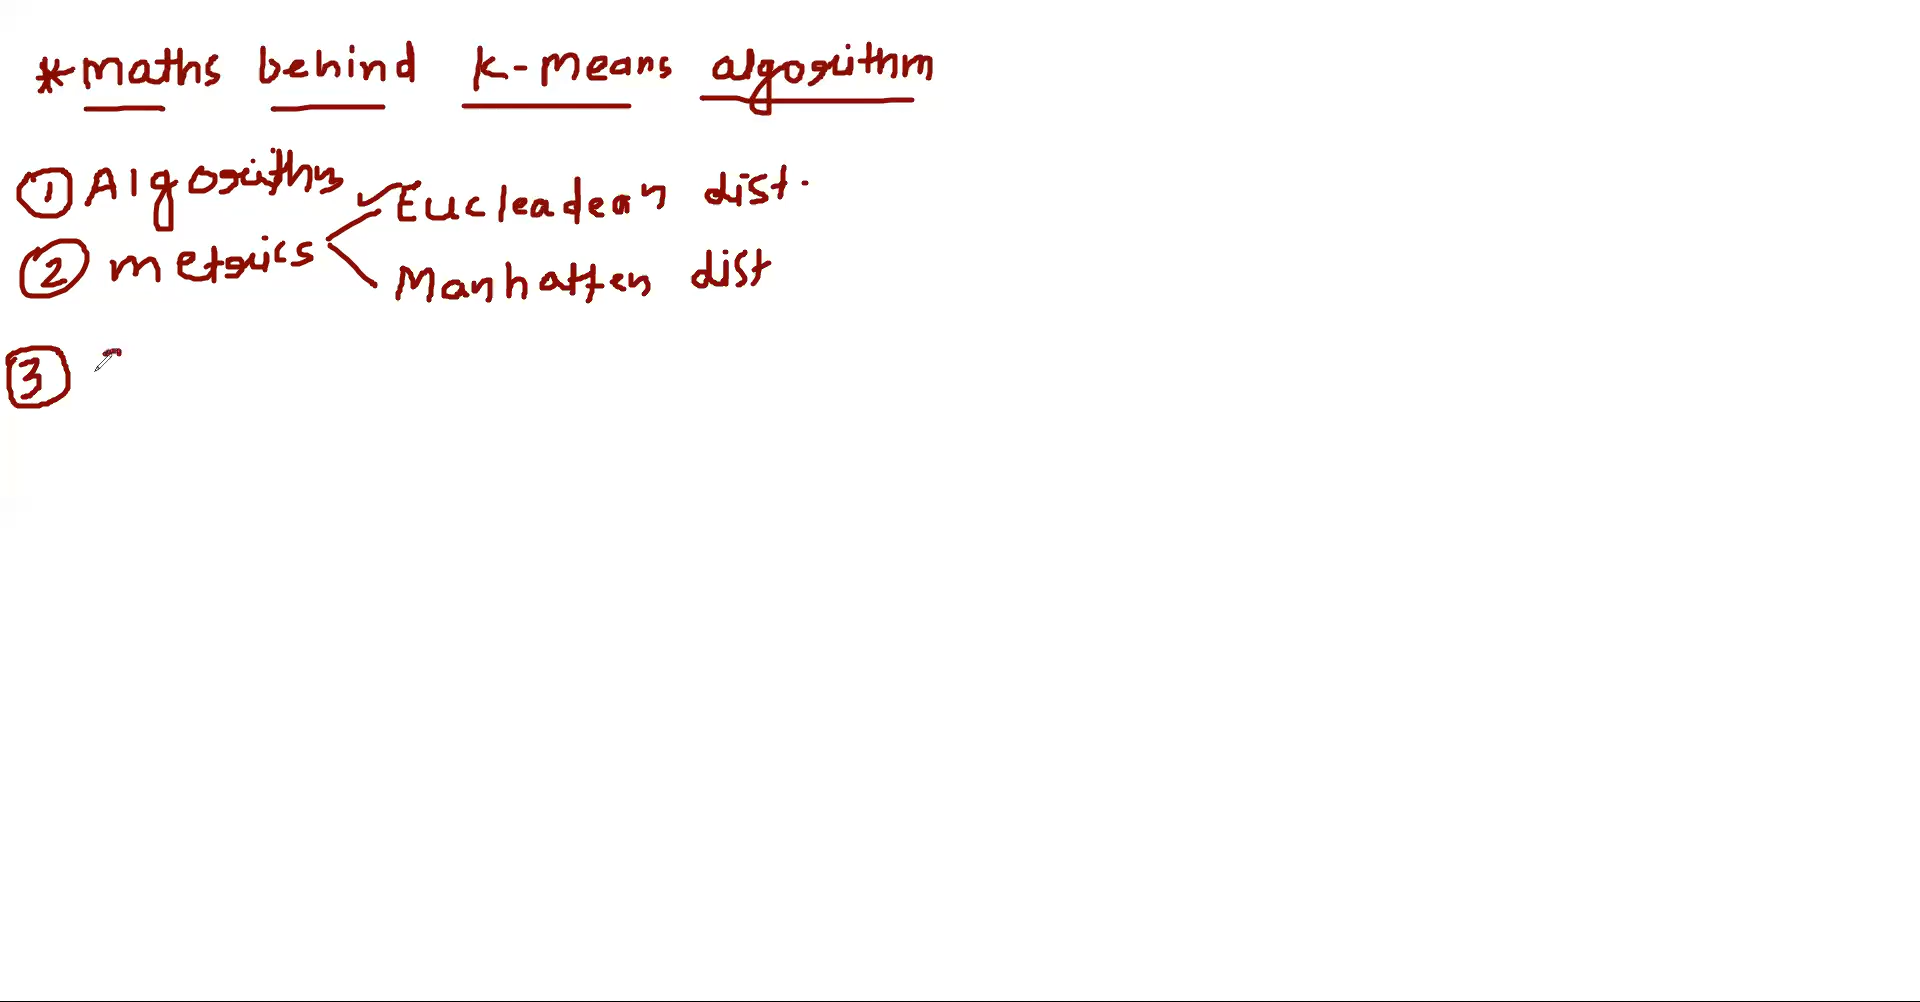 * maths behind k-means algorithm
① Algorithm
② metrics
Eucleadean dist.
Manhatten dist
③